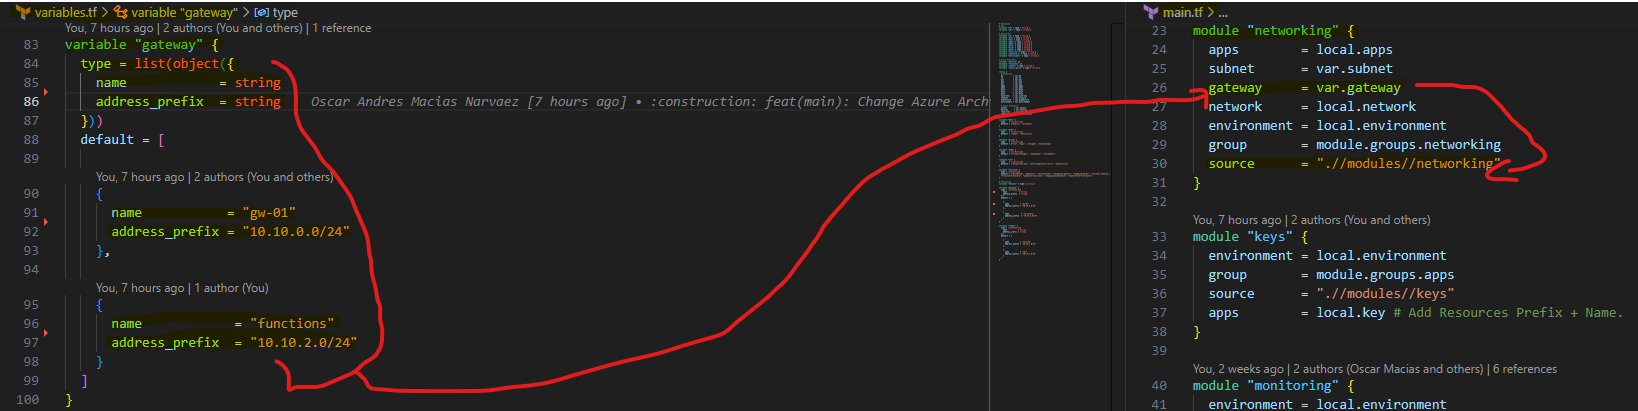 variables.tf > variable "gateway" > type
You, 7 hours ago | 2 authors (You and others) | 1 reference
83 variable "gateway" {
84 type = list(object({
85 name = string
86 address_prefix = string Oscar Andres Macias Narvaez [7 hours ago] • :construction: feat(main): Change Azure Arch
87 }))
88 default = [
89
You, 7 hours ago | 2 authors (You and others)
90 {
91 name = "gw-01"
92 address_prefix = "10.10.0.0/24"
93 },
94
You, 7 hours ago | 1 author (You)
95 {
96 name = "functions"
97 address_prefix = "10.10.2.0/24"
98 }
99 ]
100 }
main.tf > ...
23 module "networking" {
24 apps = local.apps
25 subnet = var.subnet
26 gateway = var.gateway
27 network = local.network
28 environment = local.environment
29 group = module.groups.networking
30 source = ".//modules//networking"
31 }
32
You, 7 hours ago | 2 authors (You and others)
33 module "keys" {
34 environment = local.environment
35 group = module.groups.apps
36 source = ".//modules//keys"
37 apps = local.key # Add Resources Prefix + Name.
38 }
39
You, 2 weeks ago | 2 authors (Oscar Macias and others) | 6 references
40 module "monitoring" {
41 environment = local.environment